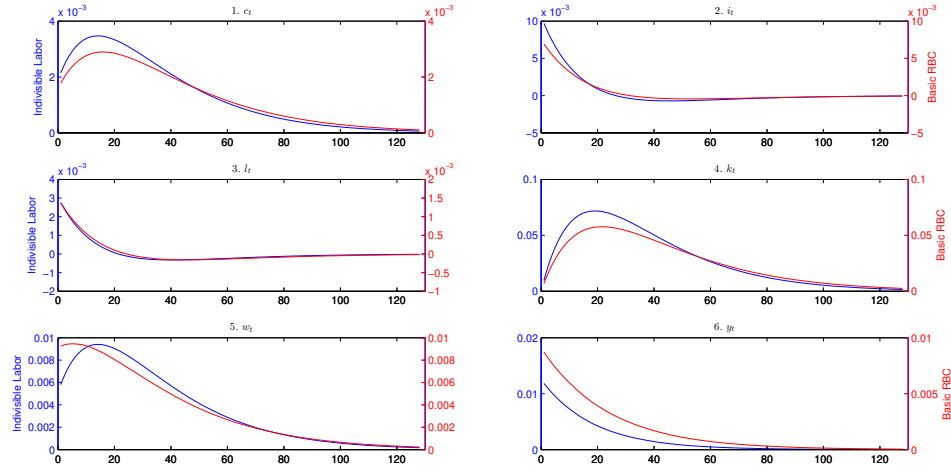 1. c_t
x 10^−3
x 10^−3
4
2
0
4
2
0
0 20 40 60 80 100 120
Indivisible Labor
2. i_t
x 10^−3
x 10^−3
10
5
0
−5
10
5
0
−5
0 20 40 60 80 100 120
Basic RBC
3. l_t
x 10^−3
x 10^−3
4
3
2
1
0
−1
−2
2
1.5
1
0.5
0
−0.5
−1
0 20 40 60 80 100 120
Indivisible Labor
4. k_t
0.1
0.05
0
0.1
0.05
0
0 20 40 60 80 100 120
Basic RBC
5. w_t
0.01
0.008
0.006
0.004
0.002
0
0.01
0.008
0.006
0.004
0.002
0
0 20 40 60 80 100 120
Indivisible Labor
6. y_t
0.02
0.01
0
0.01
0.005
0
0 20 40 60 80 100 120
Basic RBC